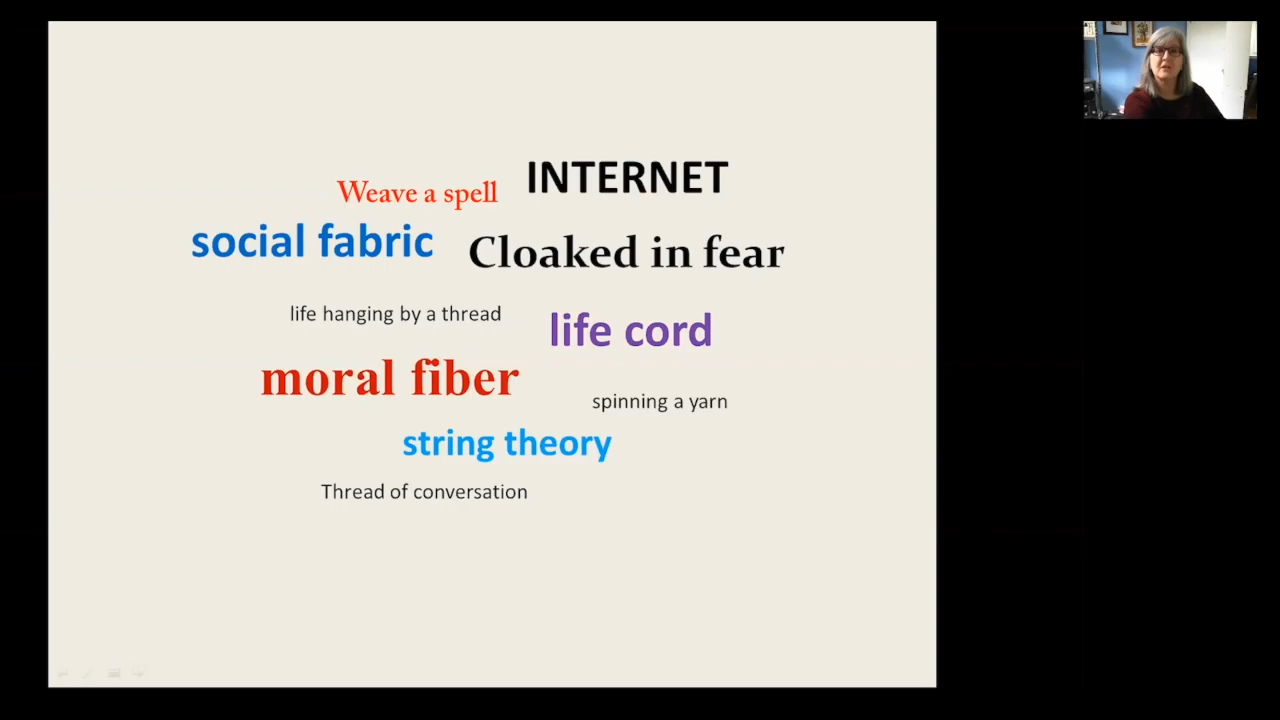 INTERNET
Weave a spell
social fabric
Cloaked in fear
life hanging by a thread
life cord
moral fiber
spinning a yarn
string theory
Thread of conversation